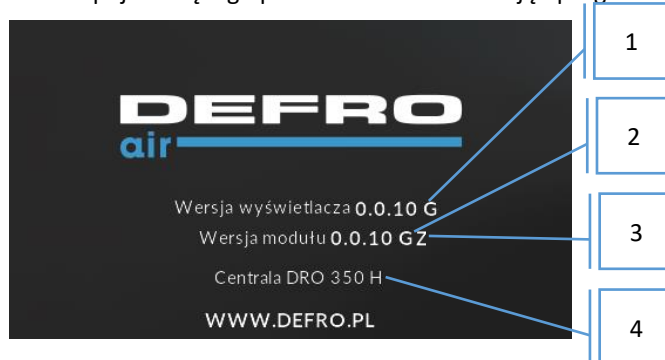 DEFRO
air
Wersja wyświetlacza 0.0.10 G
Wersja modułu 0.0.10 GZ
Centrala DRO 350 H
WWW.DEFRO.PL
1
2
3
4